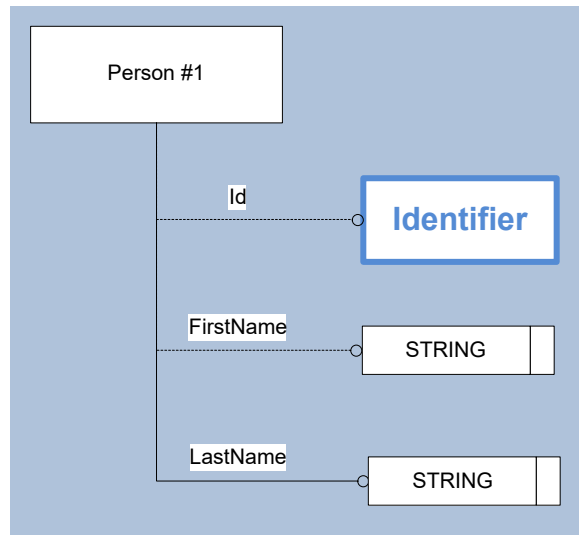 Person #1
Id
Identifier
FirstName
STRING
LastName
STRING